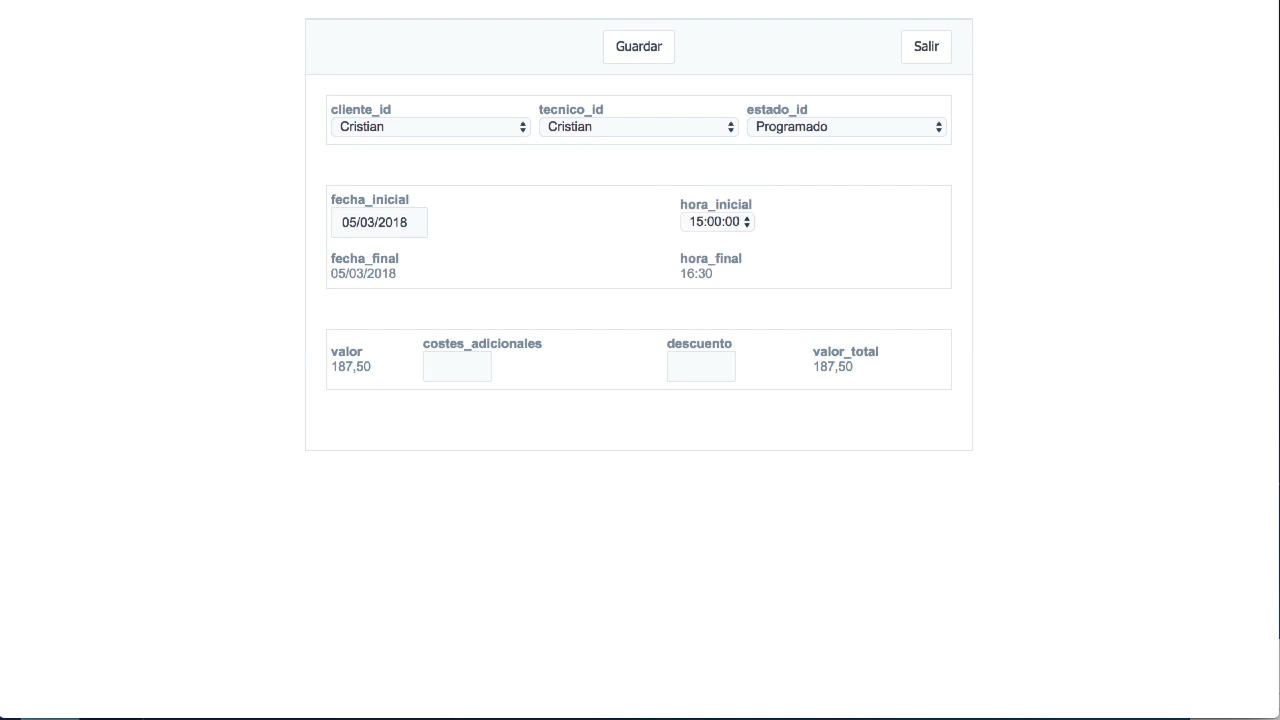 Guardar Salir
cliente_id tecnico_id estado_id
Cristian Cristian Programado
fecha_inicial hora_inicial
05/03/2018 15:00:00
fecha_final hora_final
05/03/2018 16:30
valor costes_adicionales descuento valor_total
187,50 187,50